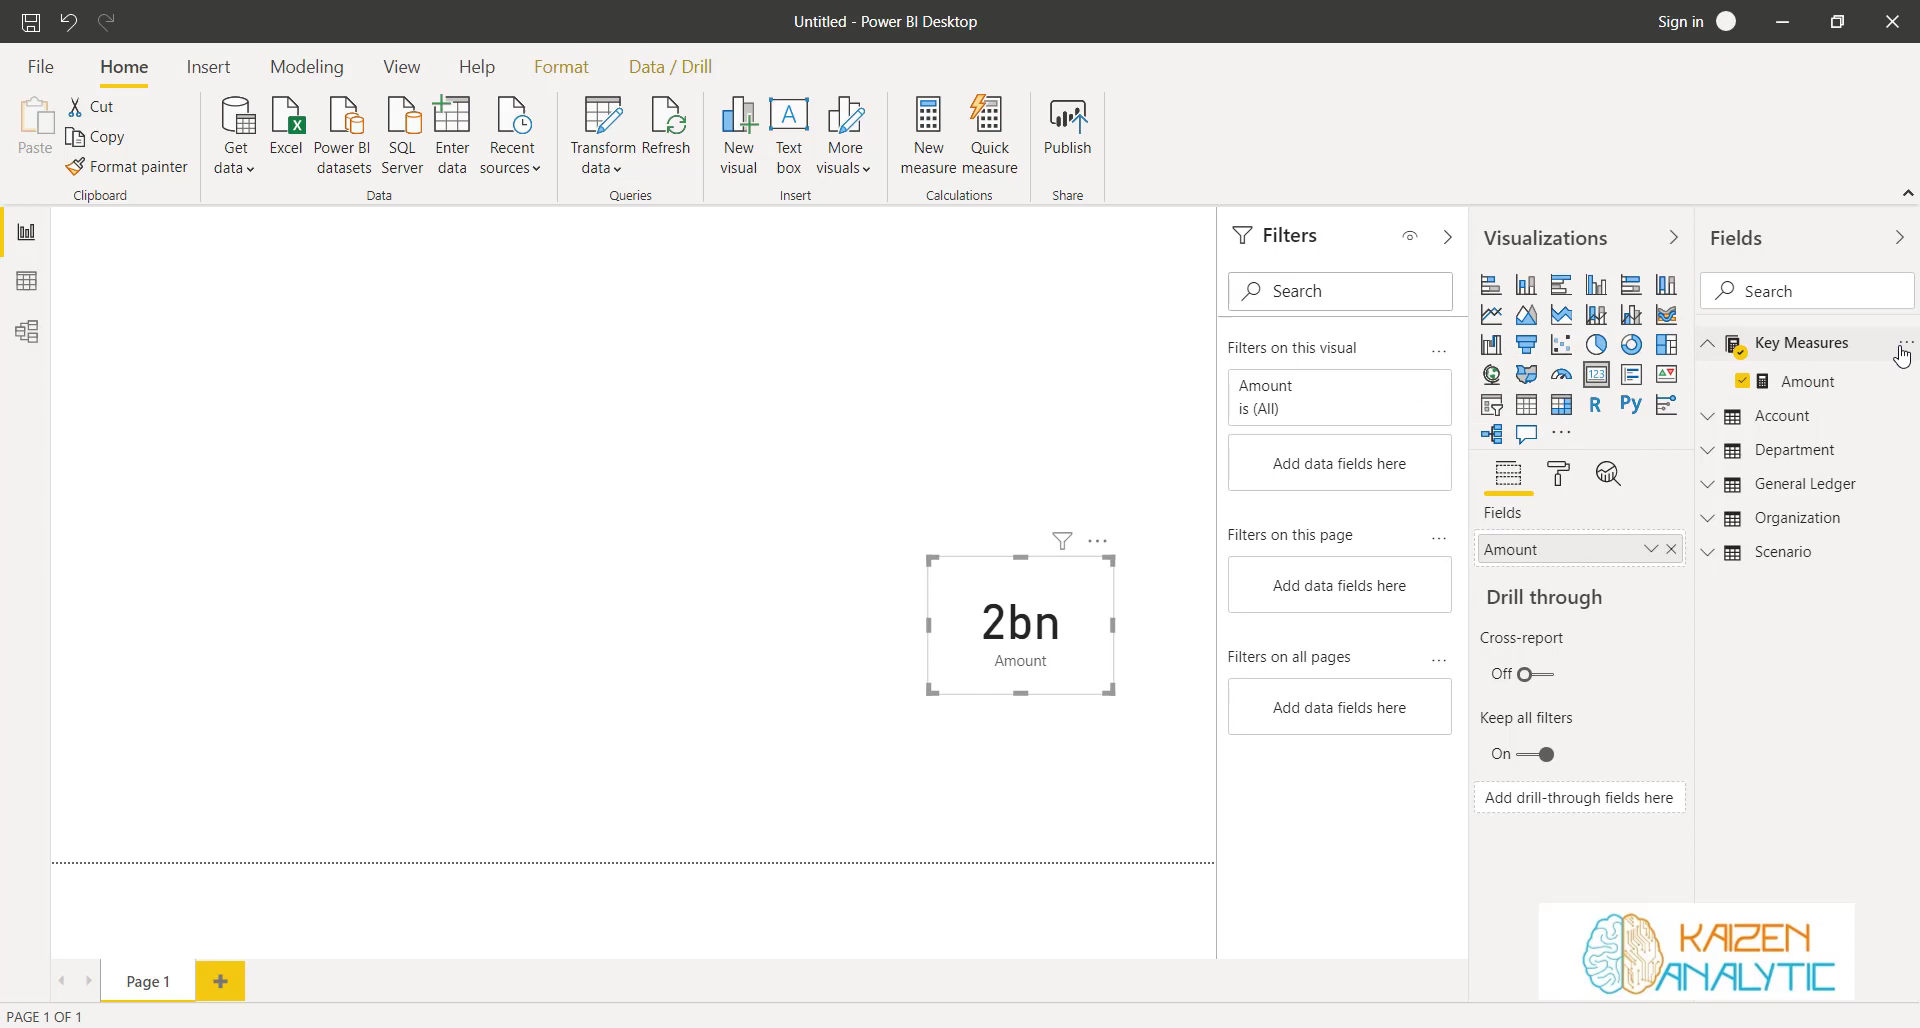 Untitled - Power BI Desktop
Sign in
File
Home
Insert
Modeling
View
Help
Format
Data / Drill
Paste
Cut
Copy
Format painter
Clipboard
Get
data
Excel
Power BI
datasets
SQL
Server
Enter
data
Recent
sources
Data
Transform
data
Refresh
Queries
New
visual
Text
box
More
visuals
Insert
New
measure
Quick
measure
Calculations
Publish
Share
2bn
Amount
Filters
Search
Filters on this visual
...
Amount
is (All)
Add data fields here
Filters on this page
...
Add data fields here
Filters on all pages
...
Add data fields here
Visualizations
123
R
Py
...
Fields
Amount
Drill through
Cross-report
Off
Keep all filters
On
Add drill-through fields here
Fields
Search
Key Measures
...
Amount
Account
Department
General Ledger
Organization
Scenario
KAIZEN
ANALYTIC
Page 1
PAGE 1 OF 1